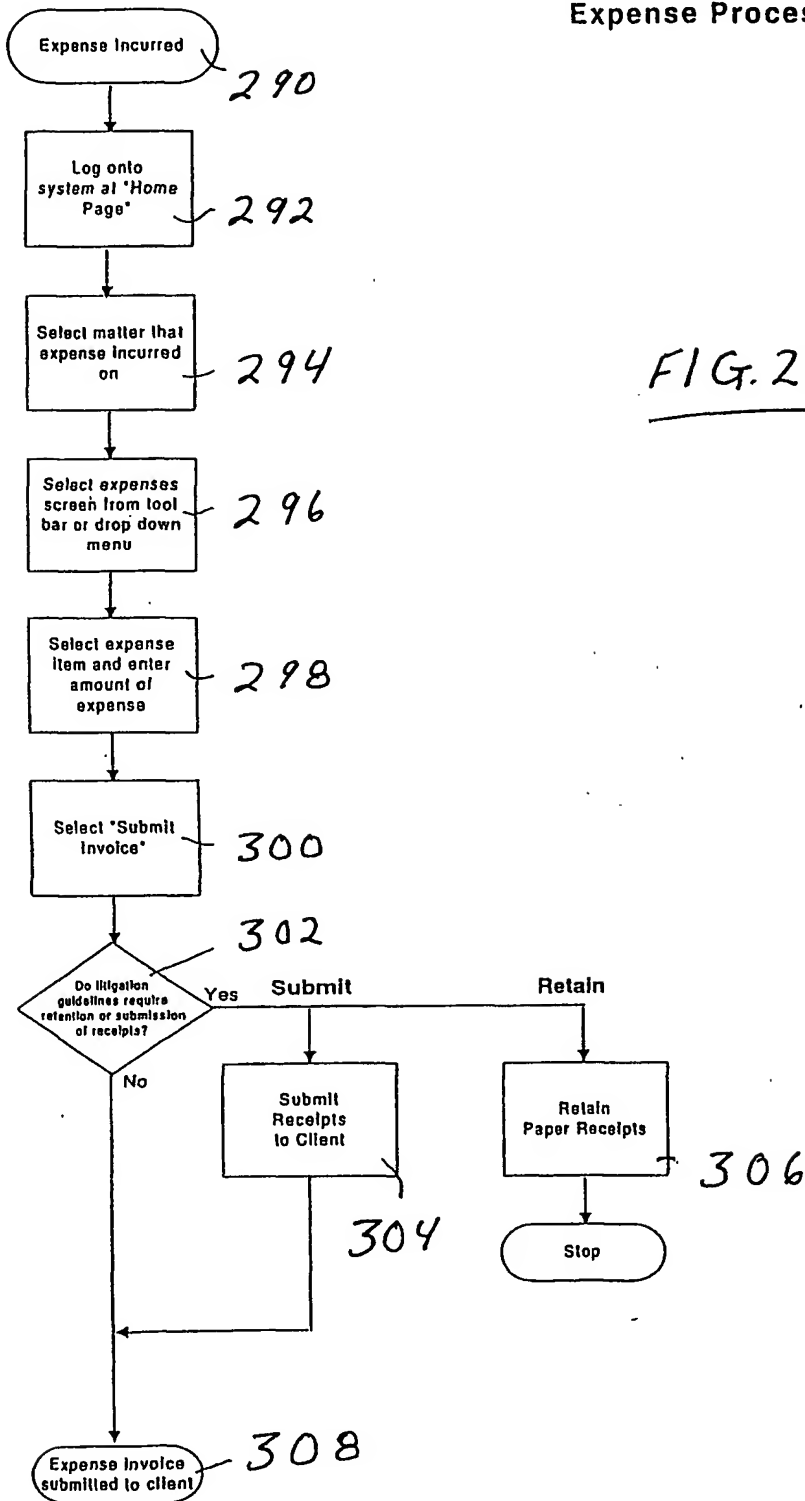 Expense Proces
Expense Incurred
290
Log onto
system at "Home
Page"
292
Select matter that
expense incurred
on
294
FIG. 2
Select expenses
screen from tool
bar or drop down
menu
296
Select expense
item and enter
amount of
expense
298
Select "Submit
Invoice"
300
302
Do litigation
guidelines require
retention or submission
of receipts?
Yes
Submit
Retain
No
Submit
Receipts
to Client
304
Retain
Paper Receipts
306
Stop
Expense Invoice
submitted to client
308